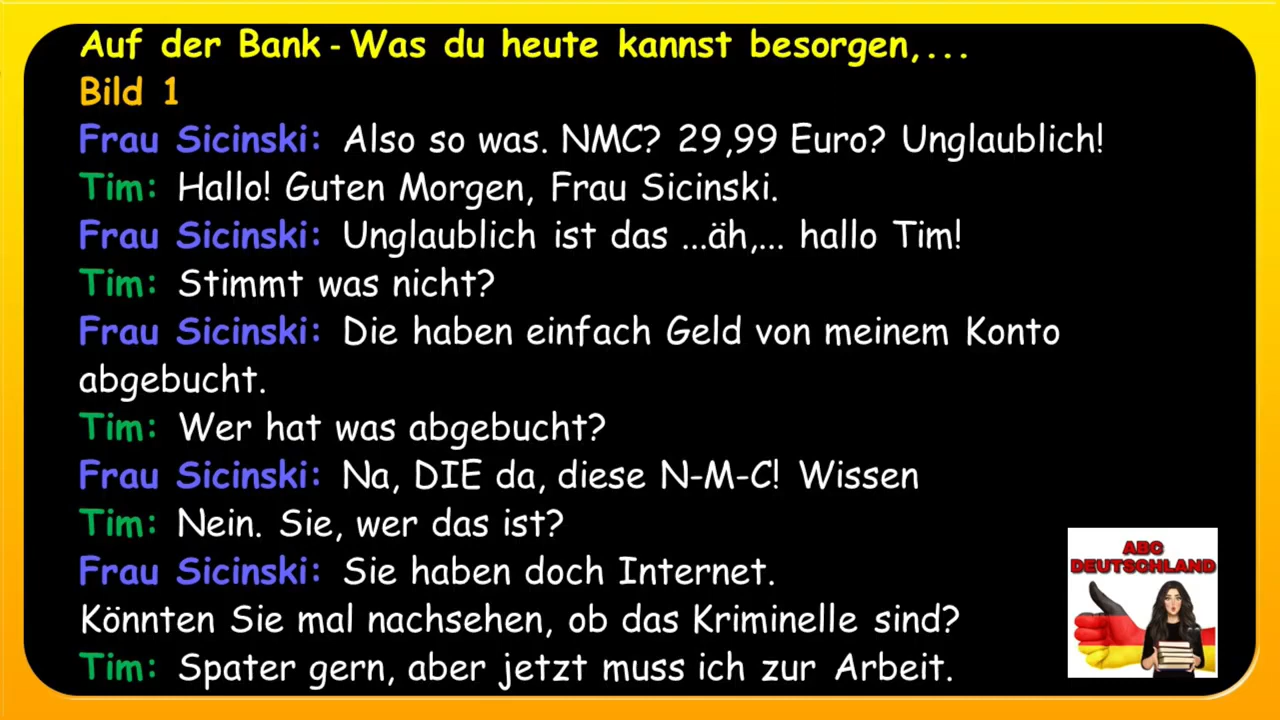 Auf der Bank - Was du heute kannst besorgen,...
Bild 1
Frau Sicinski: Also so was. NMC? 29,99 Euro? Unglaublich!
Tim: Hallo! Guten Morgen, Frau Sicinski.
Frau Sicinski: Unglaublich ist das ...äh,... hallo Tim!
Tim: Stimmt was nicht?
Frau Sicinski: Die haben einfach Geld von meinem Konto
abgebucht.
Tim: Wer hat was abgebucht?
Frau Sicinski: Na, DIE da, diese N-M-C! Wissen
Tim: Nein. Sie, wer das ist?
Frau Sicinski: Sie haben doch Internet.
Könnten Sie mal nachsehen, ob das Kriminelle sind?
Tim: Spater gern, aber jetzt muss ich zur Arbeit.
ABC
DEUTSCHLAND